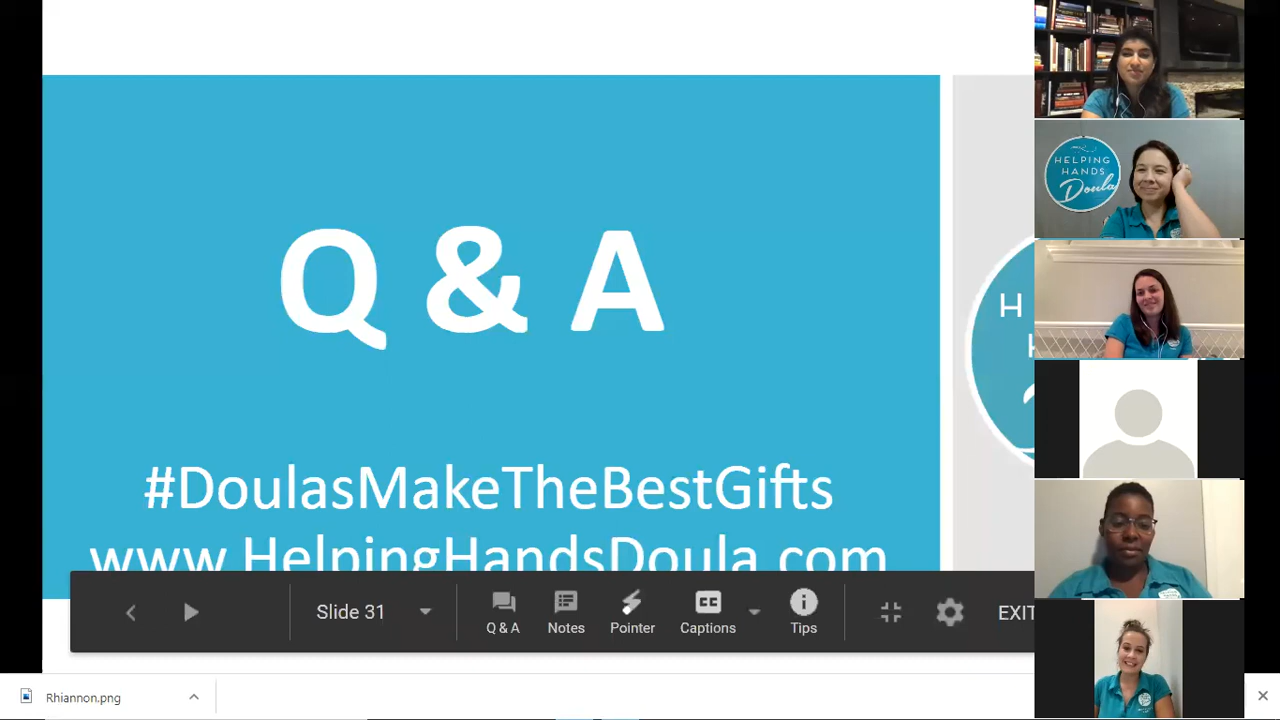 Q & A
#DoulasMakeTheBestGifts
www.HelpingHandsDoula.com
H
Slide 31
Q & A
Notes
Pointer
Captions
Tips
EXIT
Rhiannon.png
HELPING
HANDS
Doula